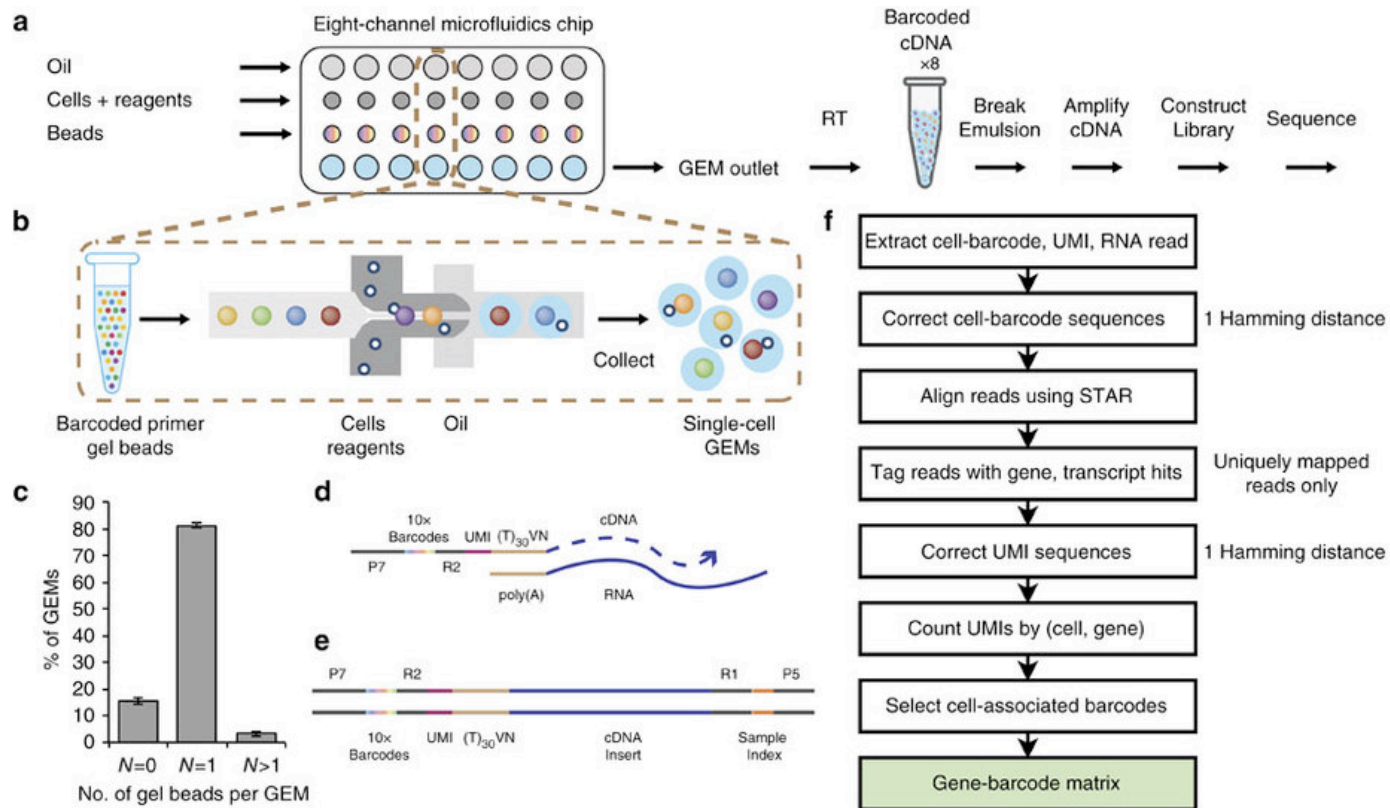 a
Eight-channel microfluidics chip
Oil
Cells + reagents
Beads
GEM outlet
RT
Barcoded
cDNA
×8
Break
Emulsion
Amplify
cDNA
Construct
Library
Sequence
b
Barcoded primer
gel beads
Cells
reagents
Oil
Collect
Single-cell
GEMs
c
% of GEMs
90
80
70
60
50
40
30
20
10
0
N=0
N=1
N>1
No. of gel beads per GEM
d
10×
Barcodes
UMI
(T)30VN
cDNA
P7
R2
poly(A)
RNA
e
P7
R2
R1
P5
10×
Barcodes
UMI
(T)30VN
cDNA
Insert
Sample
Index
f
Extract cell-barcode, UMI, RNA read
Correct cell-barcode sequences
1 Hamming distance
Align reads using STAR
Tag reads with gene, transcript hits
Uniquely mapped
reads only
Correct UMI sequences
1 Hamming distance
Count UMIs by (cell, gene)
Select cell-associated barcodes
Gene-barcode matrix